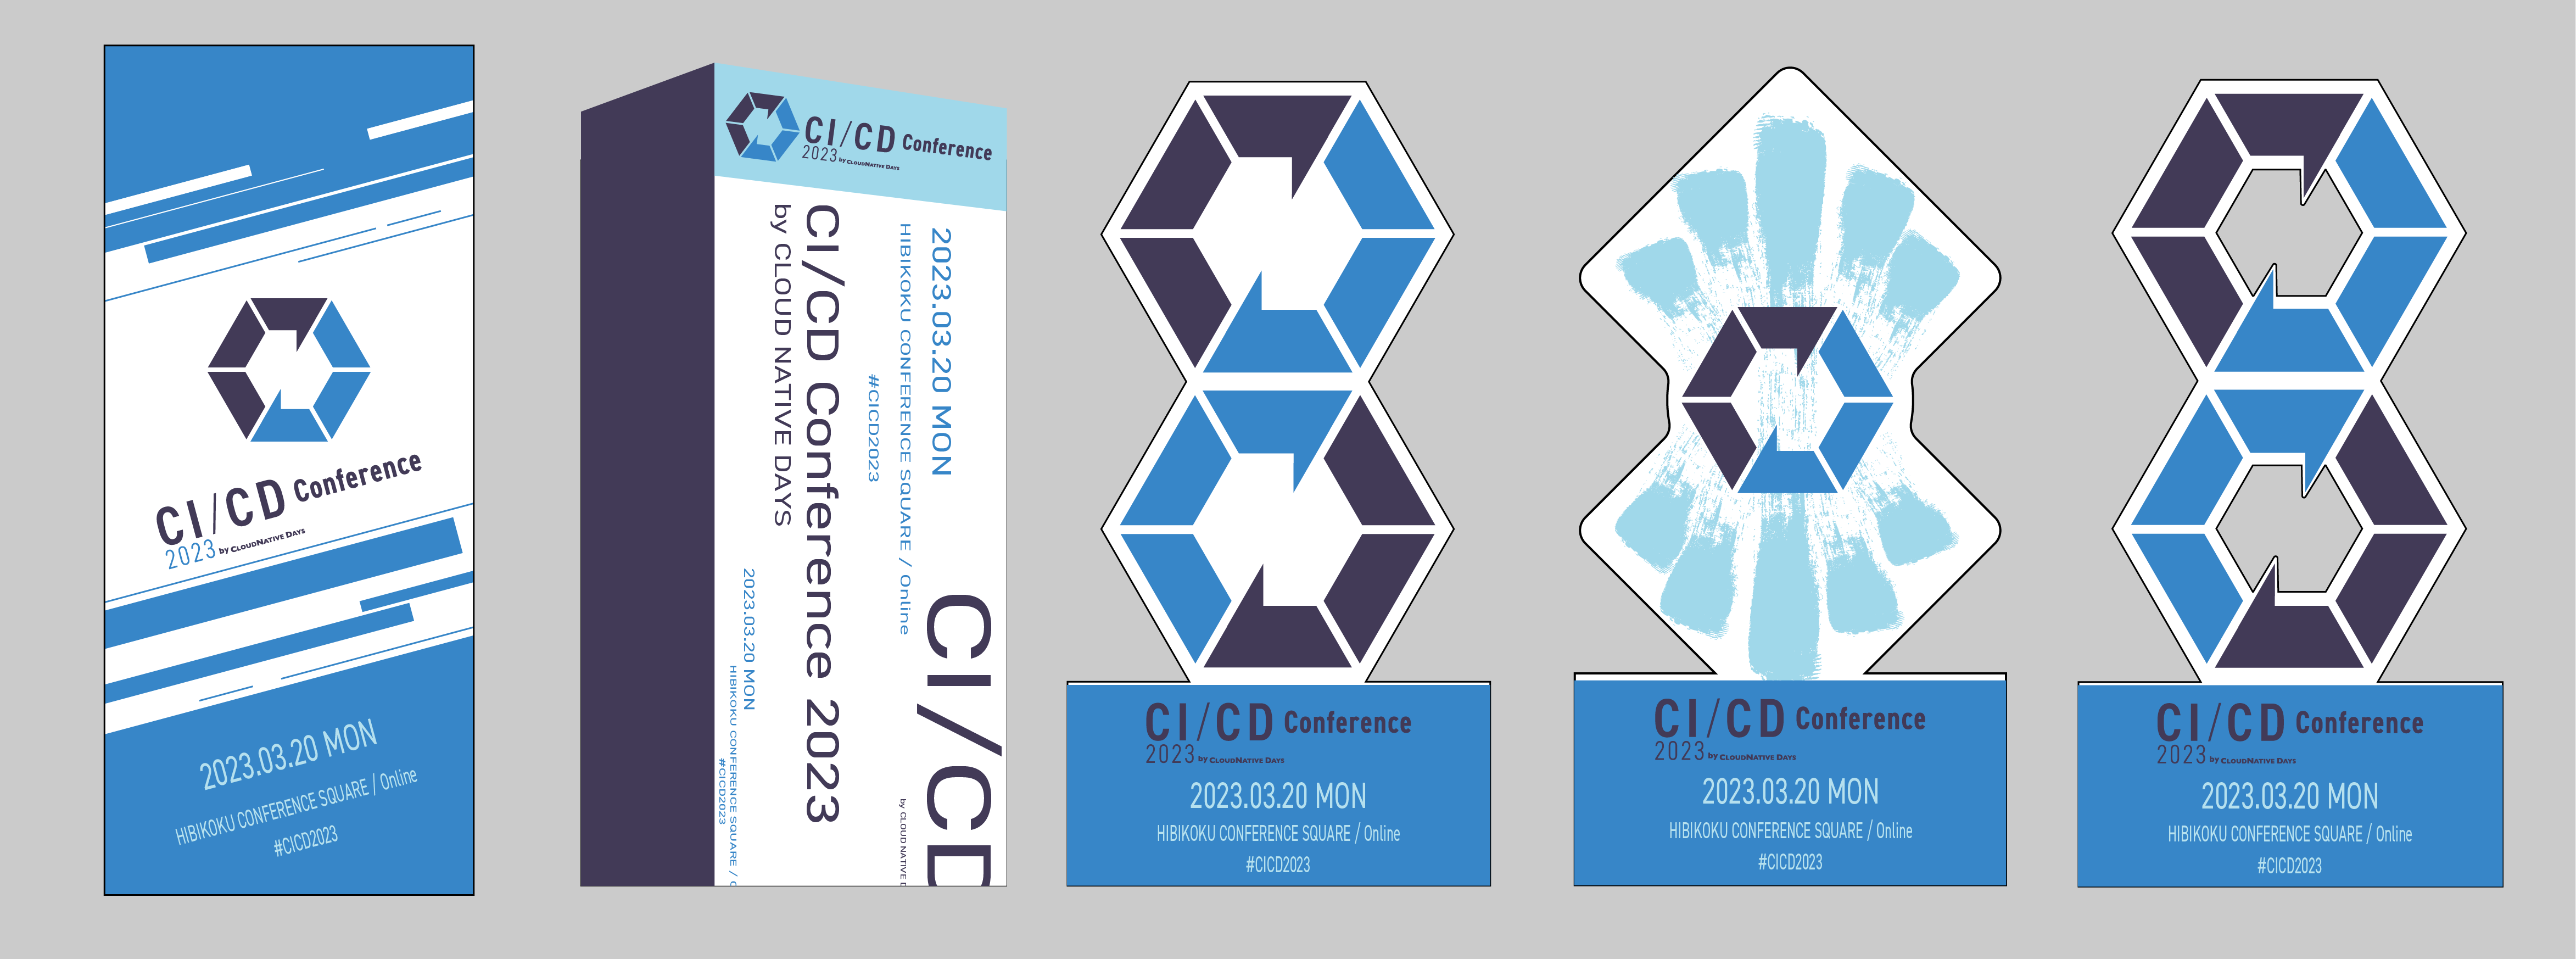 CI/CD Conference
2023 by CloudNative Days
2023.03.20 MON
HIBIKOKU CONFERENCE SQUARE / Online
#CICD2023
CI/CD Conference
2023 by CloudNative Days
2023.03.20 MON
HIBIKOKU CONFERENCE SQUARE / Online
#CICD2023
CI/CD Conference 2023
by CLOUD NATIVE DAYS
CI/CD
by CLOUD NATIVE D
2023.03.20 MON
HIBIKOKU CONFERENCE SQUARE /
#CICD2023
CI/CD Conference
2023 by CloudNative Days
2023.03.20 MON
HIBIKOKU CONFERENCE SQUARE / Online
#CICD2023
CI/CD Conference
2023 by CloudNative Days
2023.03.20 MON
HIBIKOKU CONFERENCE SQUARE / Online
#CICD2023
CI/CD Conference
2023 by CloudNative Days
2023.03.20 MON
HIBIKOKU CONFERENCE SQUARE / Online
#CICD2023